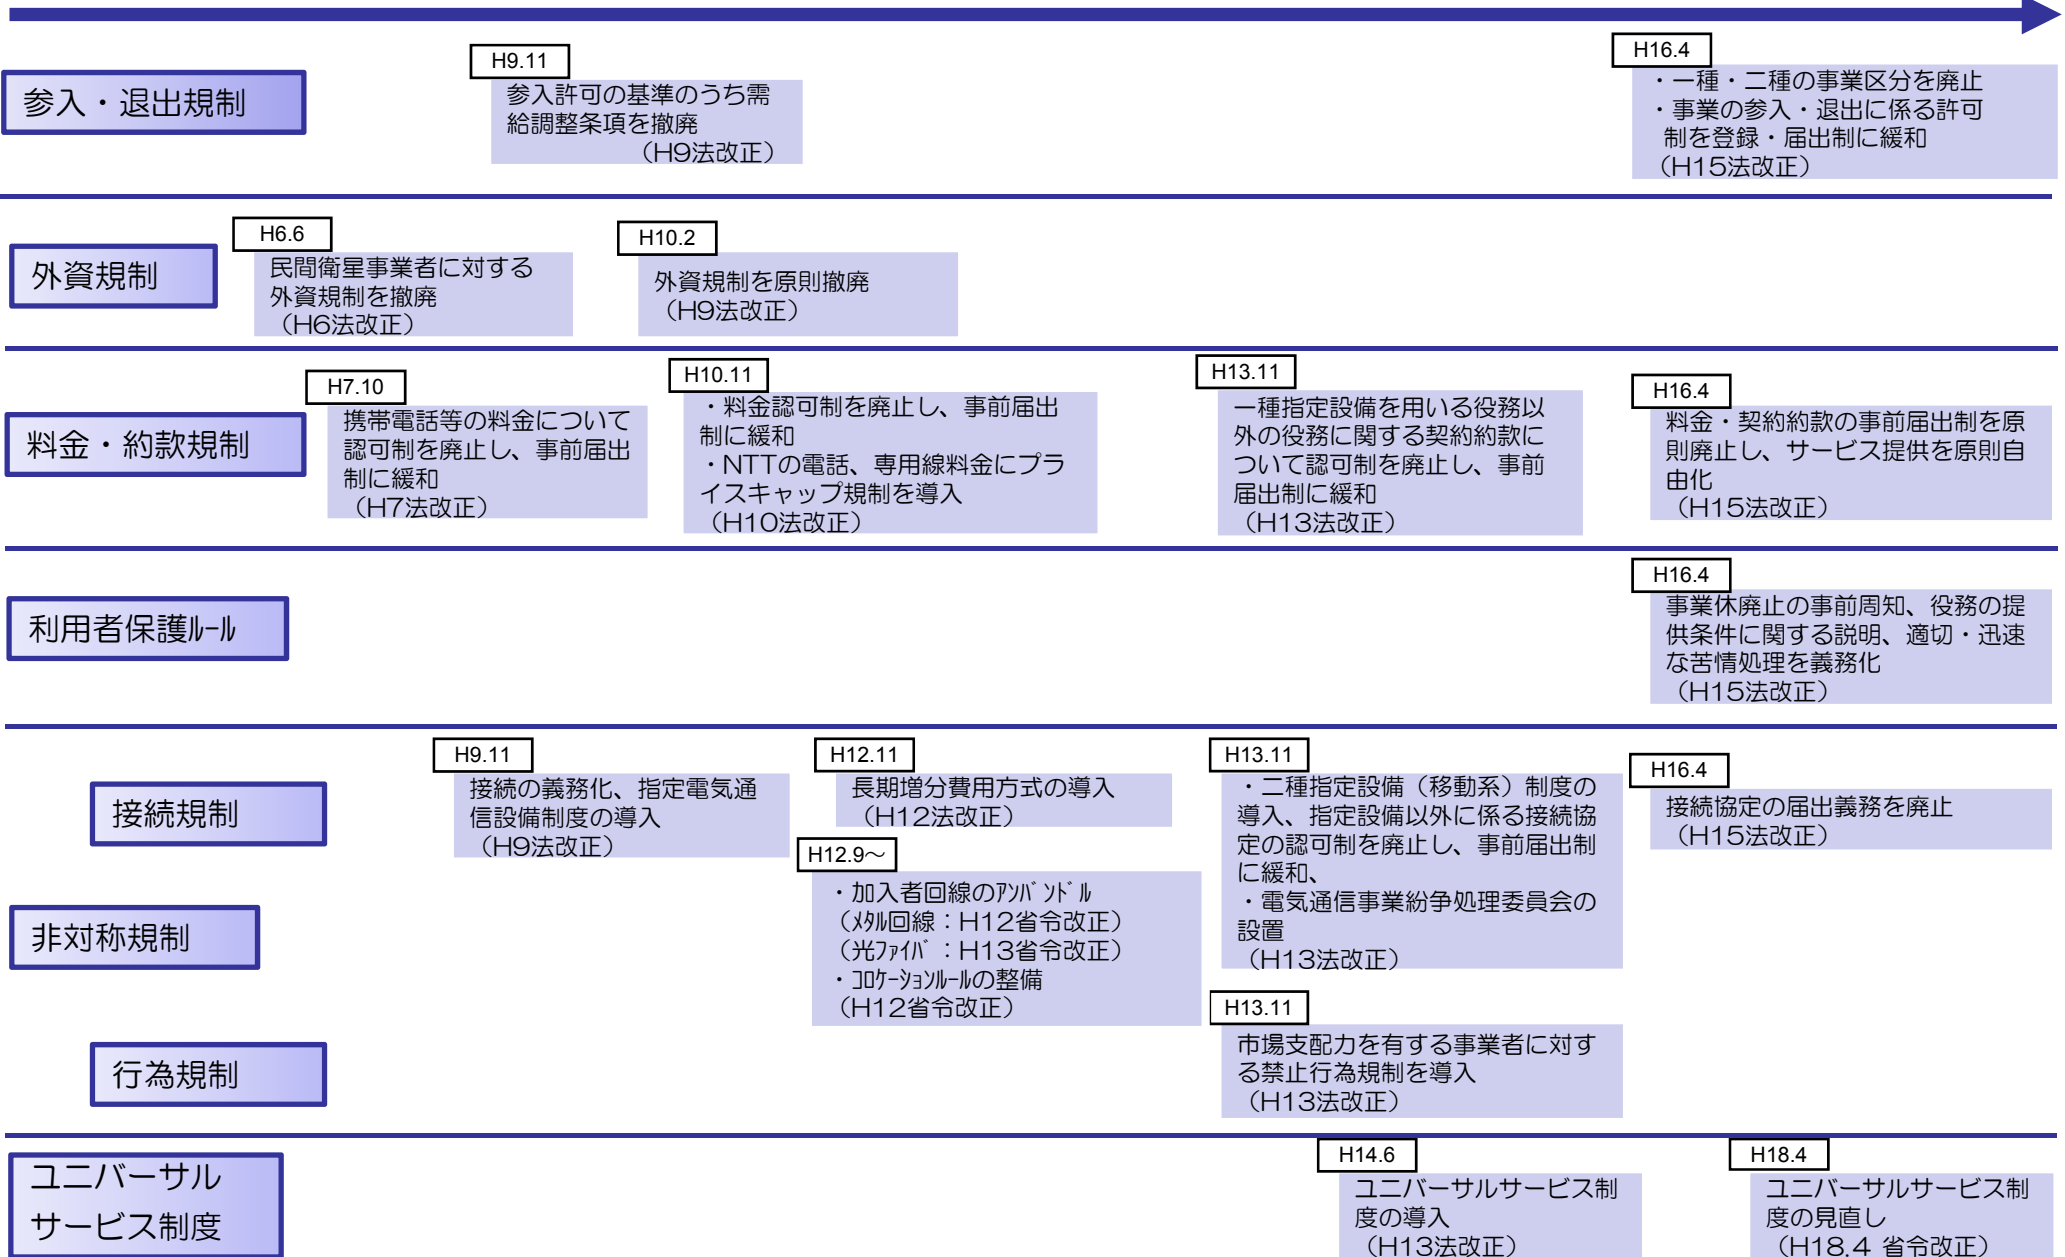 参入・退出規制
H9.11
参入許可の基準のうち需
給調整条項を撤廃
（H9法改正）
H16.4
・一種・二種の事業区分を廃止
・事業の参入・退出に係る許可
制を登録・届出制に緩和
（H15法改正）
外資規制
H6.6
民間衛星事業者に対する
外資規制を撤廃
（H6法改正）
H10.2
外資規制を原則撤廃
（H9法改正）
料金・約款規制
H7.10
携帯電話等の料金について
認可制を廃止し、事前届出
制に緩和
（H7法改正）
H10.11
・料金認可制を廃止し、事前届出
制に緩和
・NTTの電話、専用線料金にプラ
イスキャップ規制を導入
（H10法改正）
H13.11
一種指定設備を用いる役務以
外の役務に関する契約約款に
ついて認可制を廃止し、事前
届出制に緩和
（H13法改正）
H16.4
料金・契約約款の事前届出制を原
則廃止し、サービス提供を原則自
由化
（H15法改正）
利用者保護ﾙｰﾙ
H16.4
事業休廃止の事前周知、役務の提
供条件に関する説明、適切・迅速
な苦情処理を義務化
（H15法改正）
接続規制
H9.11
接続の義務化、指定電気通
信設備制度の導入
（H9法改正）
H12.11
長期増分費用方式の導入
（H12法改正）
H12.9～
・加入者回線のｱﾝﾊﾞﾝﾄﾞﾙ
（ﾒﾀﾙ回線：H12省令改正）
（光ﾌｧｲﾊﾞ：H13省令改正）
・ｺﾛｹｰｼｮﾝﾙｰﾙの整備
（H12省令改正）
H13.11
・二種指定設備（移動系）制度の
導入、指定設備以外に係る接続協
定の認可制を廃止し、事前届出制
に緩和、
・電気通信事業紛争処理委員会の
設置
（H13法改正）
H16.4
接続協定の届出義務を廃止
（H15法改正）
非対称規制
行為規制
H13.11
市場支配力を有する事業者に対す
る禁止行為規制を導入
（H13法改正）
ユニバーサル
サービス制度
H14.6
ユニバーサルサービス制
度の導入
（H13法改正）
H18.4
ユニバーサルサービス制
度の見直し
（H18.4 省令改正）